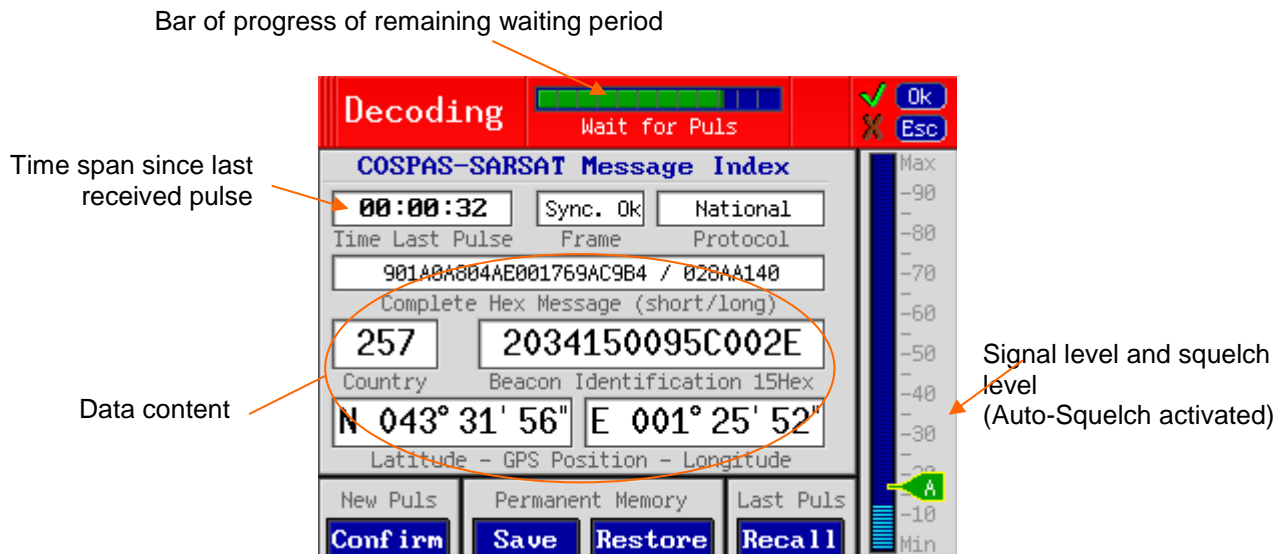 Bar of progress of remaining waiting period
Decoding
Wait for Puls
Ok
Esc
Time span since last
received pulse
COSPAS-SARSAT Message Index
00:00:32
Sync. Ok
National
Time Last Pulse
Frame
Protocol
901A0A804AE001769AC9B4 / 028AA140
Complete Hex Message (short/long)
257
2034150095C002E
Country
Beacon Identification 15Hex
Data content
N 043° 31' 56"
E 001° 25' 52"
Latitude - GPS Position - Longitude
New Puls
Permanent Memory
Last Puls
Confirm
Save
Restore
Recall
Max
-90
-80
-70
-60
-50
-40
-30
-20
A
-10
Min
Signal level and squelch
level
(Auto-Squelch activated)